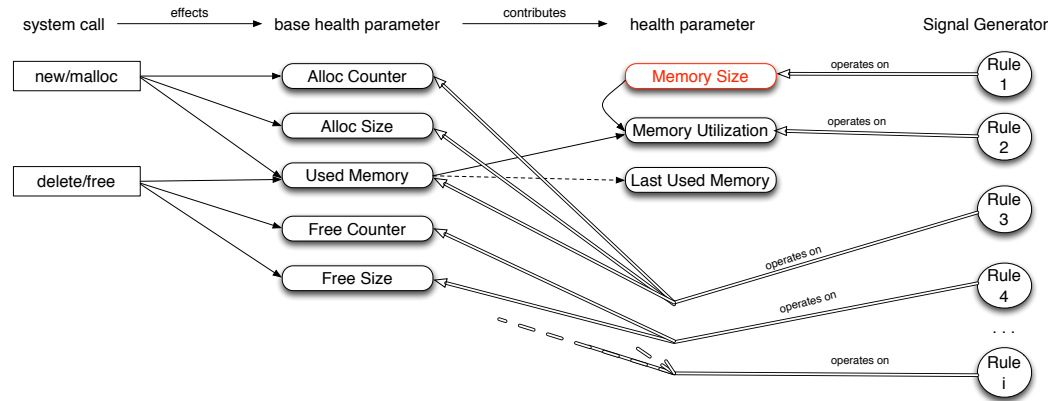 effects
contributes
system call
base health parameter
health parameter
Signal Generator
new/malloc
Alloc Counter
Memory Size
operates on
Rule
1
Alloc Size
Memory Utilization
operates on
Rule
2
delete/free
Used Memory
Last Used Memory
Rule
3
Free Counter
operates on
Free Size
Rule
4
operates on
. . .
operates on
Rule
i